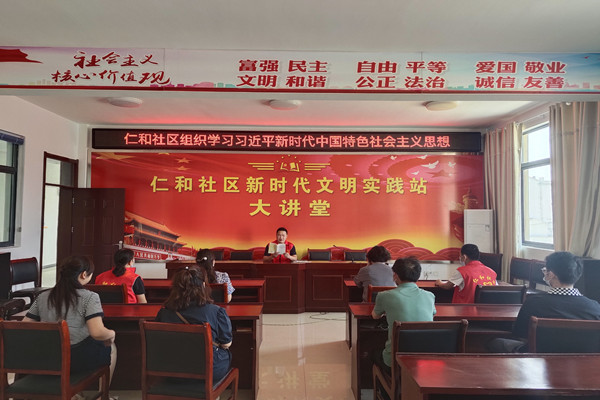 社会主义
核心价值观
富强 民主 自由 平等 爱国 敬业
文明 和谐 公正 法治 诚信 友善
仁和社区组织学习习近平新时代中国特色社会主义思想
仁和社区新时代文明实践站
大讲堂